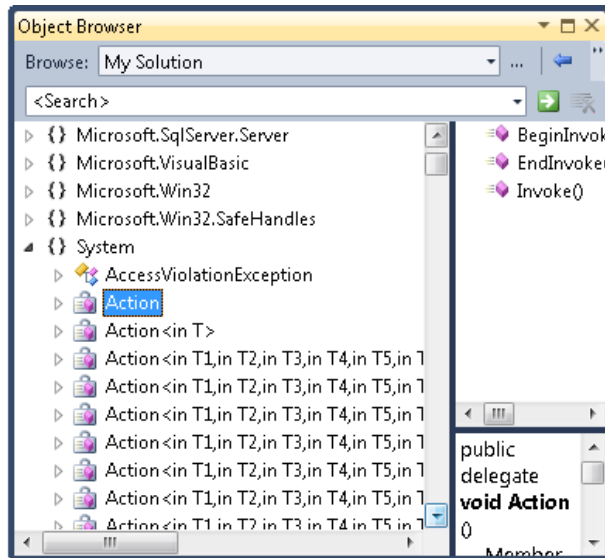 Object Browser
Browse: My Solution
...
<Search>
{} Microsoft.SqlServer.Server
{} Microsoft.VisualBasic
{} Microsoft.Win32
{} Microsoft.Win32.SafeHandles
{} System
AccessViolationException
Action
Action<in T>
Action<in T1,in T2,in T3,in T4,in T5,in T
Action<in T1,in T2,in T3,in T4,in T5,in T
Action<in T1,in T2,in T3,in T4,in T5,in T
Action<in T1,in T2,in T3,in T4,in T5,in T
Action<in T1,in T2,in T3,in T4,in T5,in T
Action<in T1,in T2,in T3,in T4,in T5,in T
Action<in T1,in T2,in T3,in T4,in T5,in T
BeginInvok
EndInvoke(
Invoke()
public
delegate
void Action
()
Member